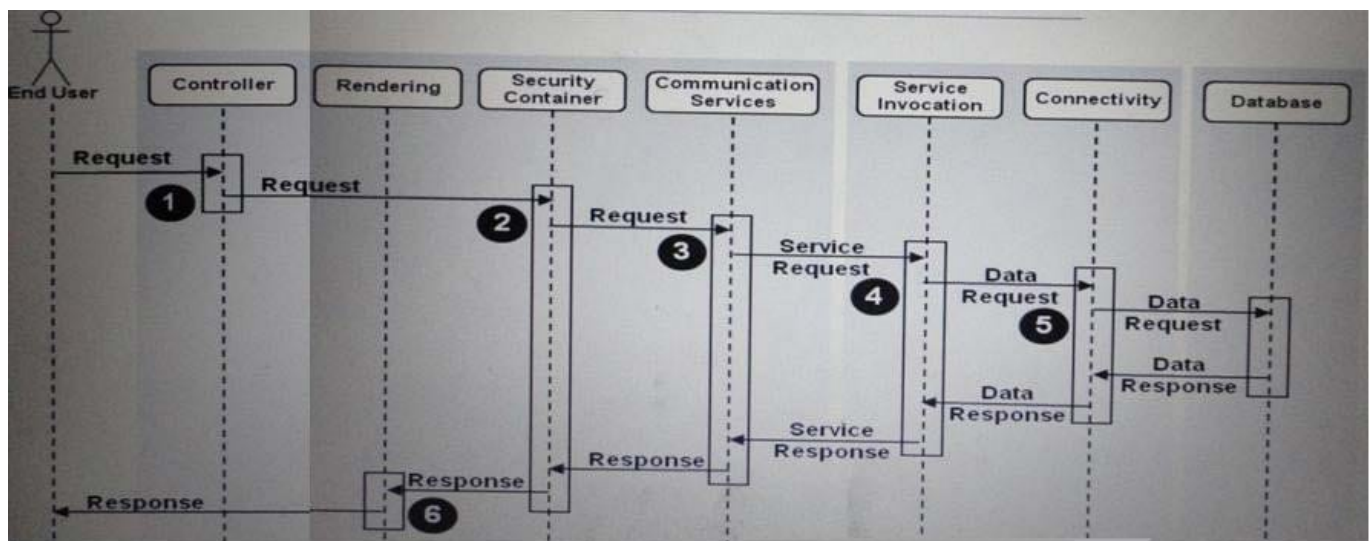 End User
Controller
Rendering
Security
Container
Communication
Services
Service
Invocation
Connectivity
Database
Request
1
Request
2
Request
3
Service
Request
4
Data
Request
5
Data
Request
Data
Response
Data
Response
Service
Response
Response
Response
6
Response